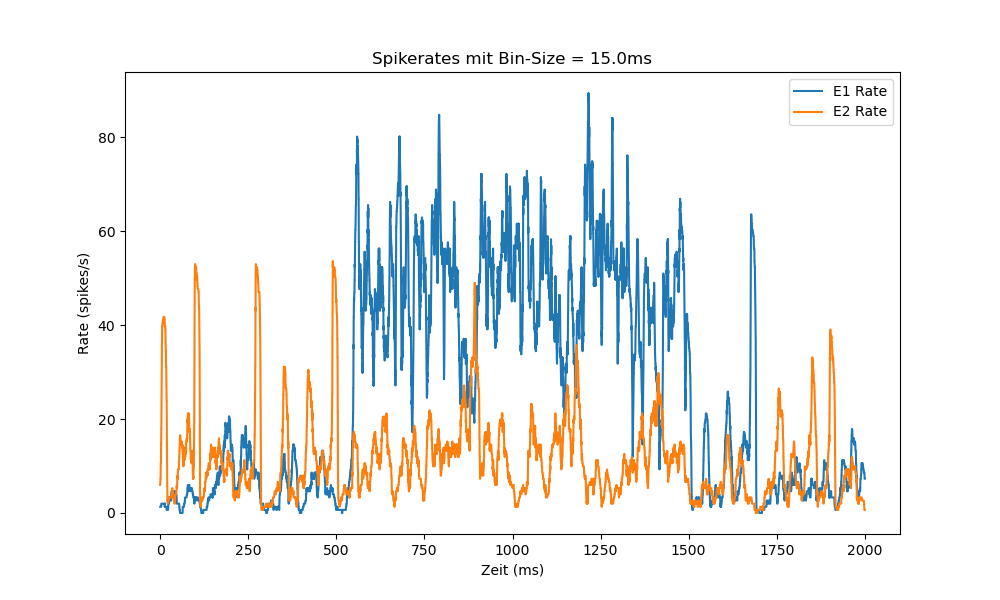 Spikerates mit Bin-Size = 15.0ms
E1 Rate
E2 Rate
80
60
40
20
0
Rate (spikes/s)
0 250 500 750 1000 1250 1500 1750 2000
Zeit (ms)